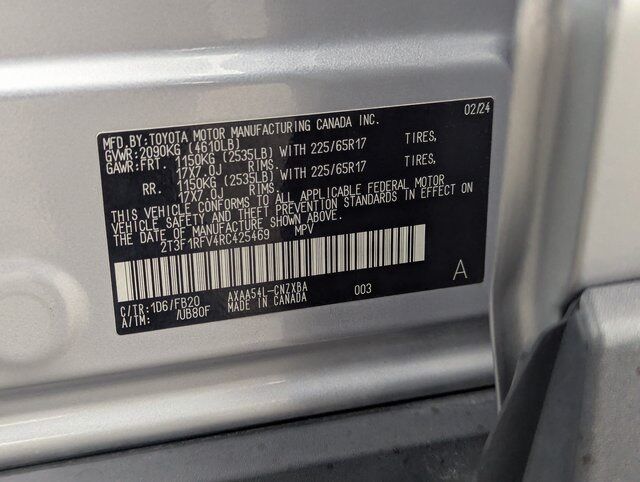 MFD.BY:TOYOTA MOTOR MANUFACTURING CANADA INC. 02/24
GVWR:2090KG (4610LB)
GAWR:FRT. 1150KG (2535LB) WITH 225/65R17 TIRES,
17X7.0J RIMS.
RR. 1150KG (2535LB) WITH 225/65R17 TIRES,
17X7.0J RIMS.
THIS VEHICLE CONFORMS TO ALL APPLICABLE FEDERAL MOTOR
VEHICLE SAFETY AND THEFT PREVENTION STANDARDS IN EFFECT ON
THE DATE OF MANUFACTURE SHOWN ABOVE.
2T3F1RFV4RC425469 MPV
C/TR:1D6/FB20 AXAA54L-CNZXBA 003 A
A/TM: /UB80F MADE IN CANADA